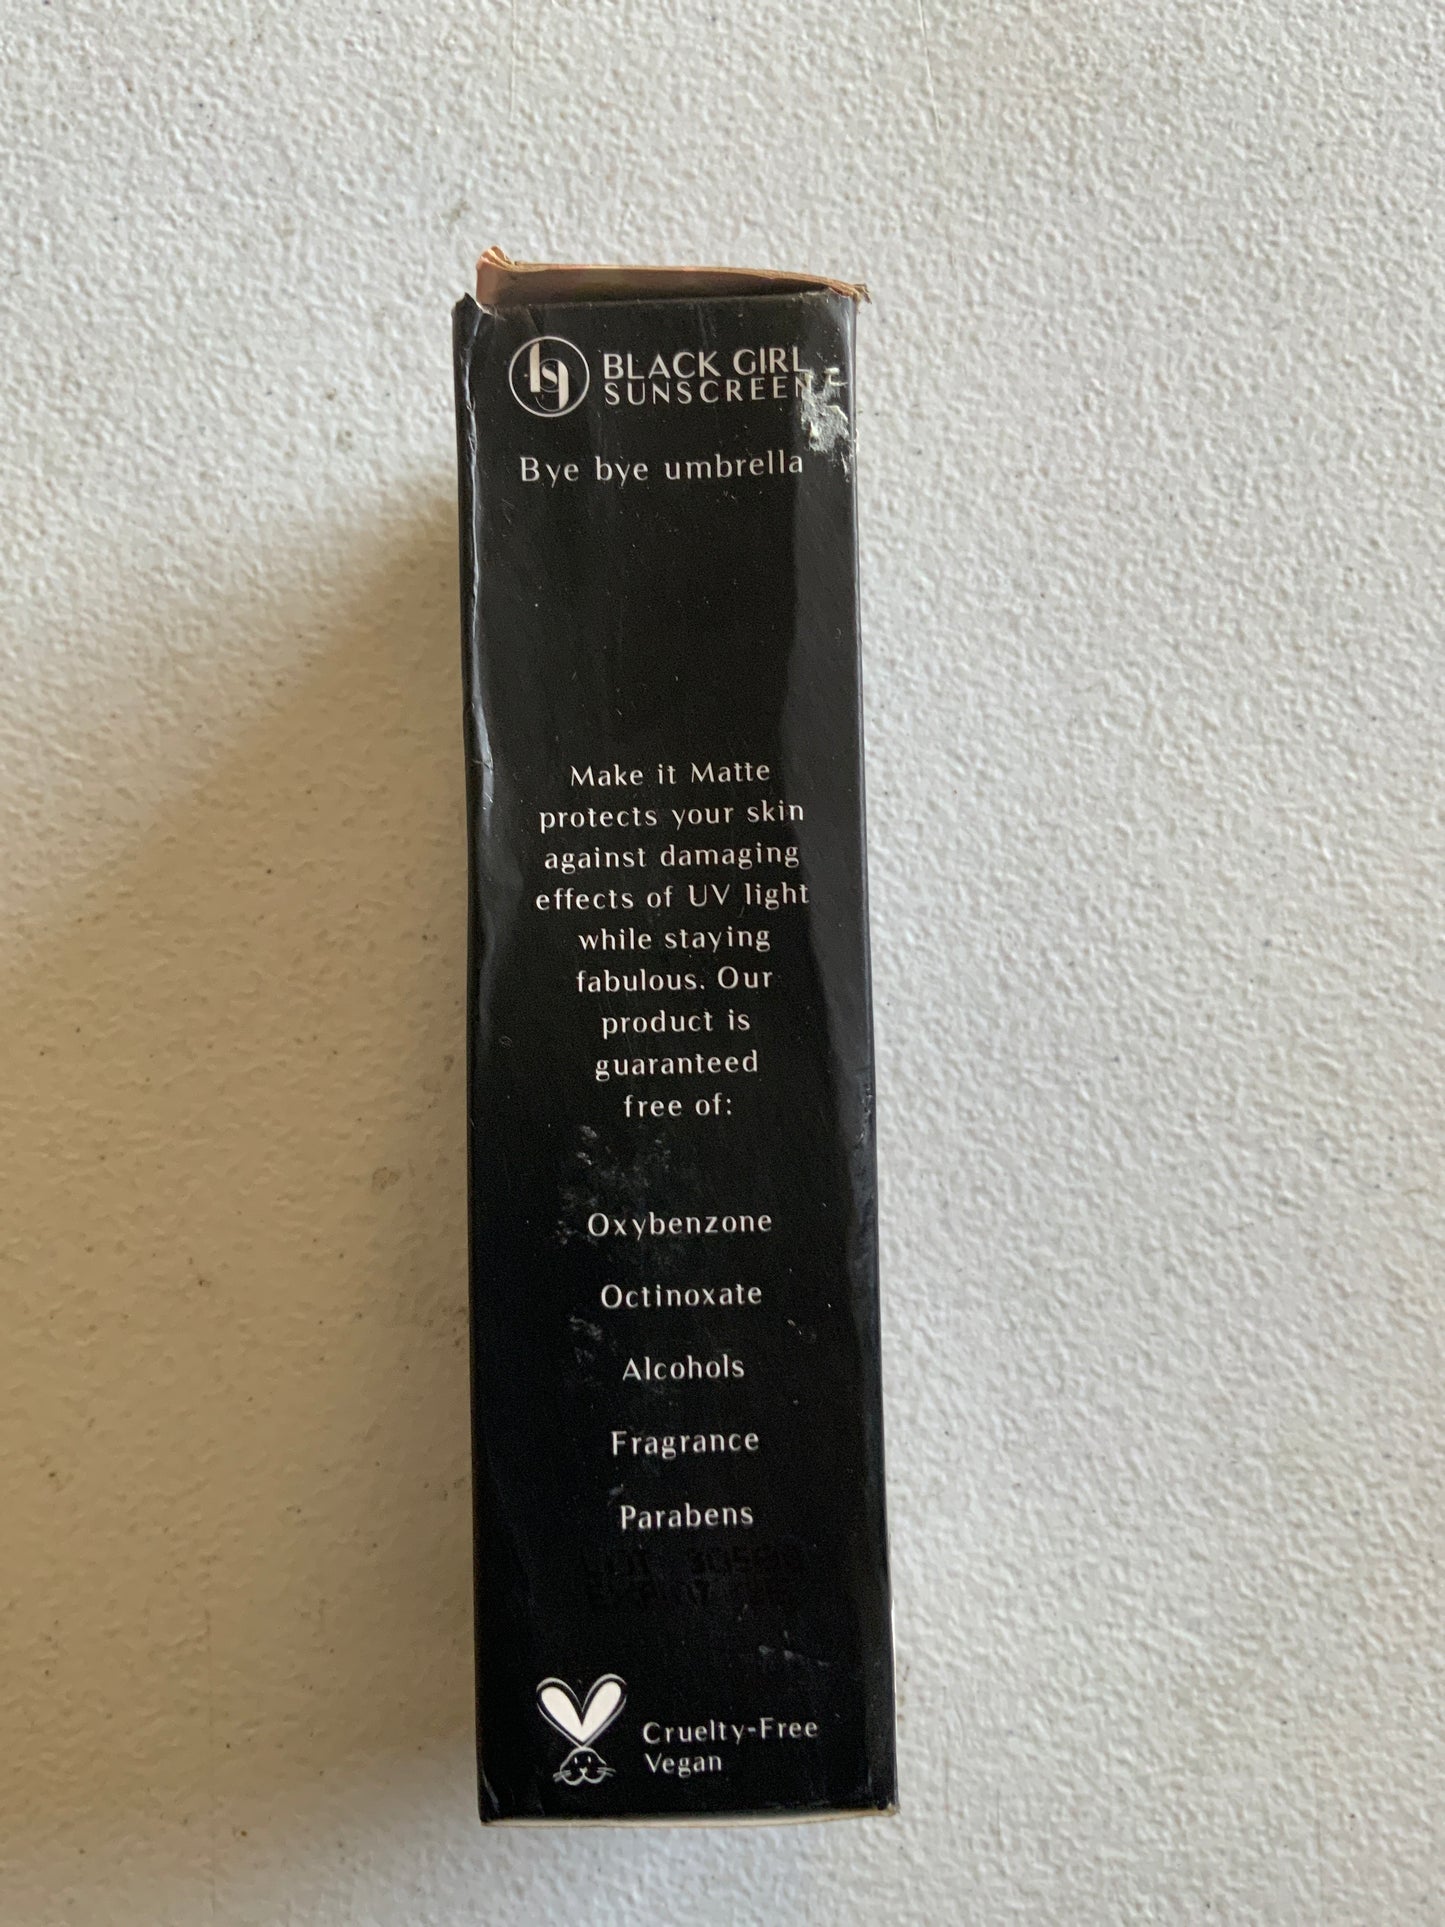 BLACK GIRL
SUNSCREEN
Bye bye umbrella
Make it Matte
protects your skin
against damaging
effects of UV light
while staying
fabulous. Our
product is
guaranteed
free of:
Oxybenzone
Octinoxate
Alcohols
Fragrance
Parabens
LOT
Cruelty-Free
Vegan